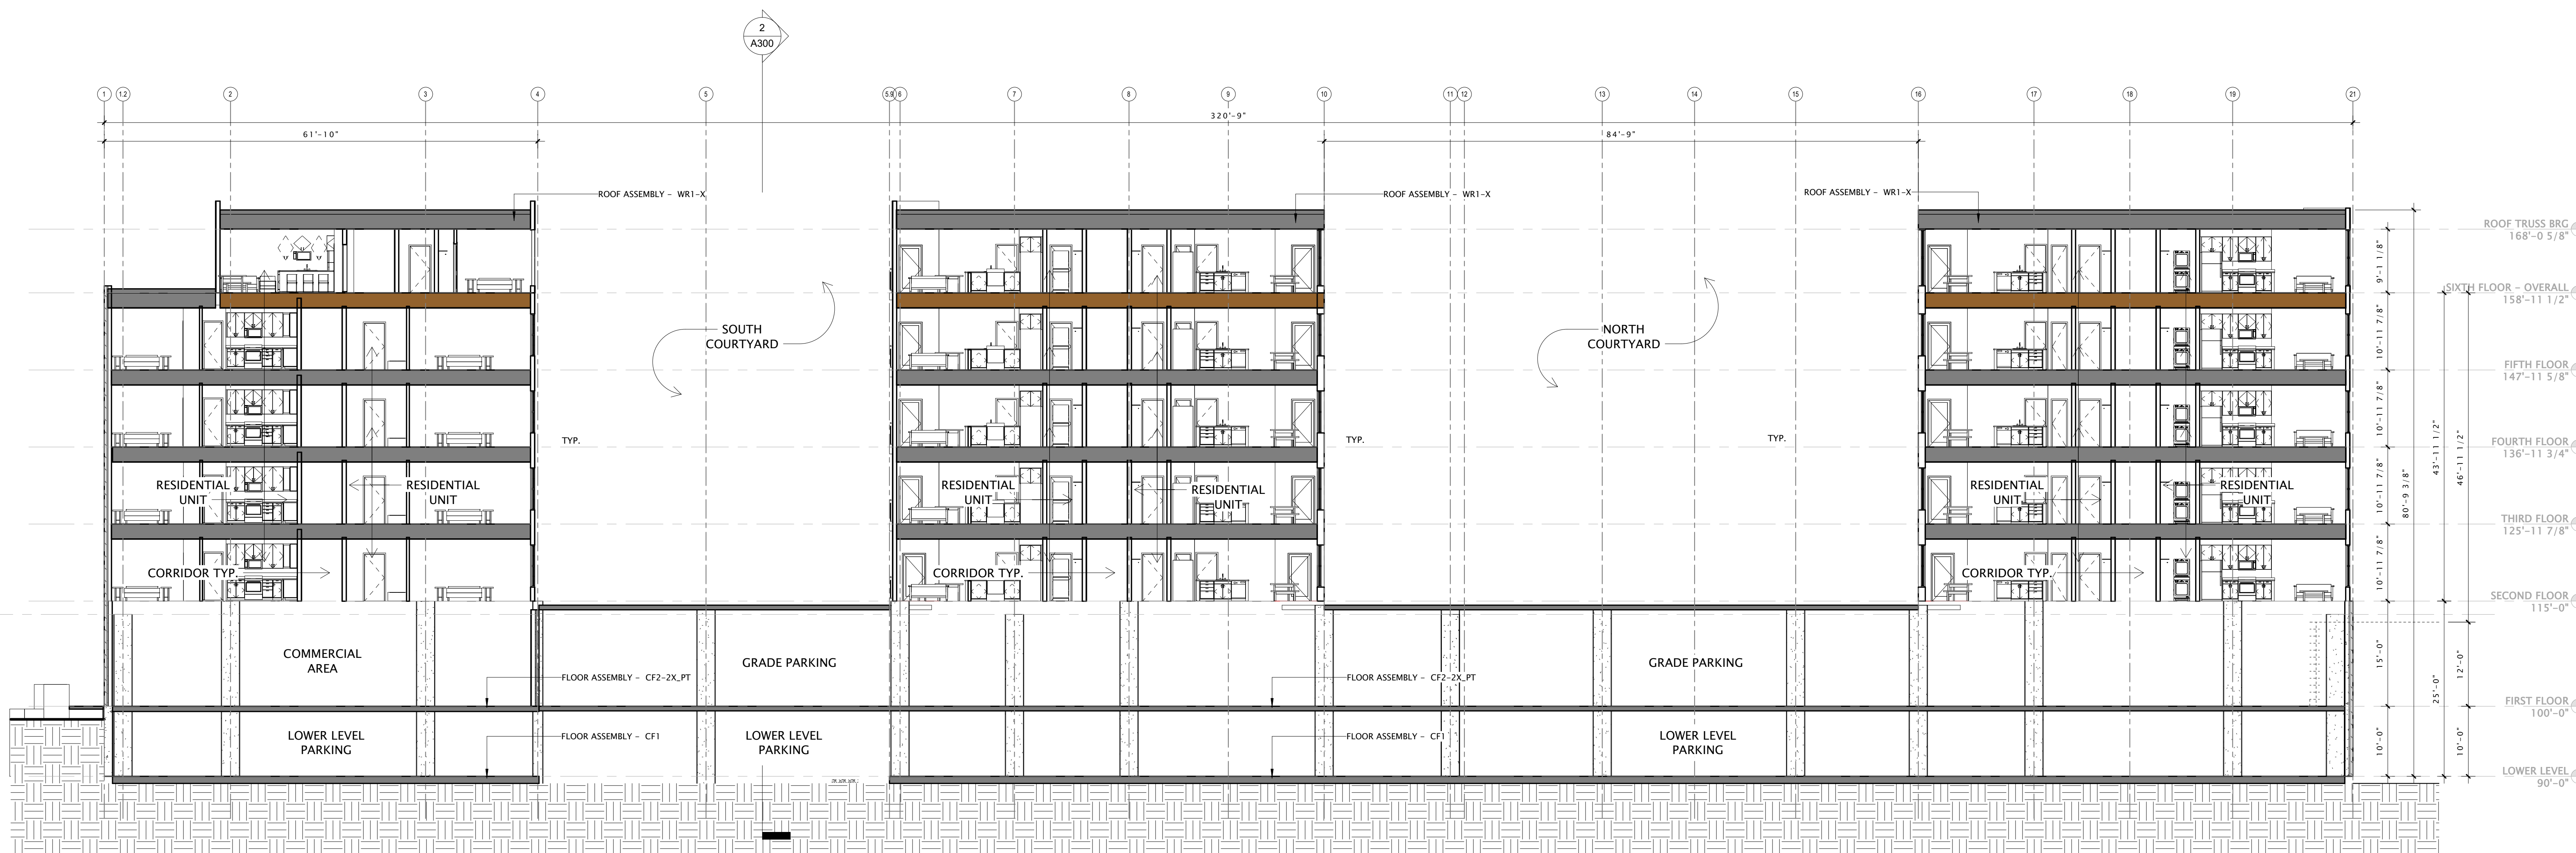 2
A300
1
1.2
2
3
4
5
5.9
6
7
8
9
10
11
12
13
14
15
16
17
18
19
21
320'-9"
61'-10"
84'-9"
ROOF ASSEMBLY - WR1-X
ROOF ASSEMBLY - WR1-X
ROOF ASSEMBLY - WR1-X
ROOF TRUSS BRG
168'-0 5/8"
9'-1 1/8"
SIXTH FLOOR - OVERALL
158'-11 1/2"
SOUTH
COURTYARD
NORTH
COURTYARD
10'-11 7/8"
FIFTH FLOOR
147'-11 5/8"
10'-11 7/8"
TYP.
TYP.
TYP.
FOURTH FLOOR
136'-11 3/4"
43'-11 1/2"
46'-11 1/2"
80'-9 3/8"
RESIDENTIAL
UNIT
RESIDENTIAL
UNIT
RESIDENTIAL
UNIT
RESIDENTIAL
UNIT
RESIDENTIAL
UNIT
RESIDENTIAL
UNIT
10'-11 7/8"
THIRD FLOOR
125'-11 7/8"
CORRIDOR TYP.
CORRIDOR TYP.
CORRIDOR TYP.
10'-11 7/8"
SECOND FLOOR
115'-0"
COMMERCIAL
AREA
GRADE PARKING
GRADE PARKING
15'-0"
12'-0"
25'-0"
FLOOR ASSEMBLY - CF2-2X_PT
FLOOR ASSEMBLY - CF2-2X_PT
FIRST FLOOR
100'-0"
LOWER LEVEL
PARKING
LOWER LEVEL
PARKING
LOWER LEVEL
PARKING
FLOOR ASSEMBLY - CF1
FLOOR ASSEMBLY - CF1
10'-0"
10'-0"
LOWER LEVEL
90'-0"